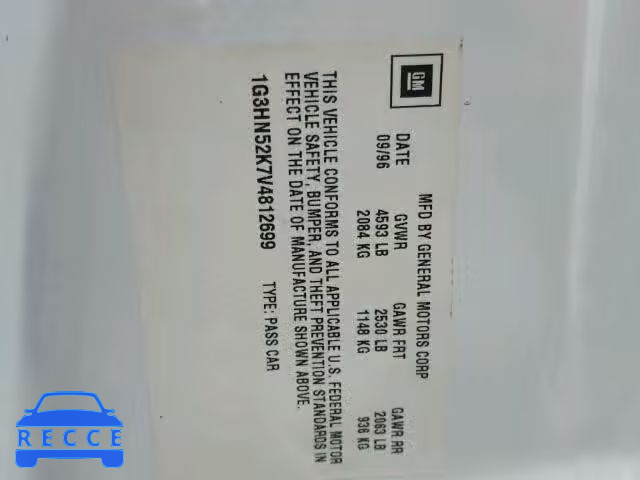 GM
MFD BY GENERAL MOTORS CORP
DATE GVWR GAWR FRT GAWR RR
09/96 4593 LB 2530 LB 2063 LB
2084 KG 1148 KG 936 KG
THIS VEHICLE CONFORMS TO ALL APPLICABLE U.S. FEDERAL MOTOR
VEHICLE SAFETY, BUMPER, AND THEFT PREVENTION STANDARDS IN
EFFECT ON THE DATE OF MANUFACTURE SHOWN ABOVE.
1G3HN52K7V4812699 TYPE: PASS CAR
RECCE